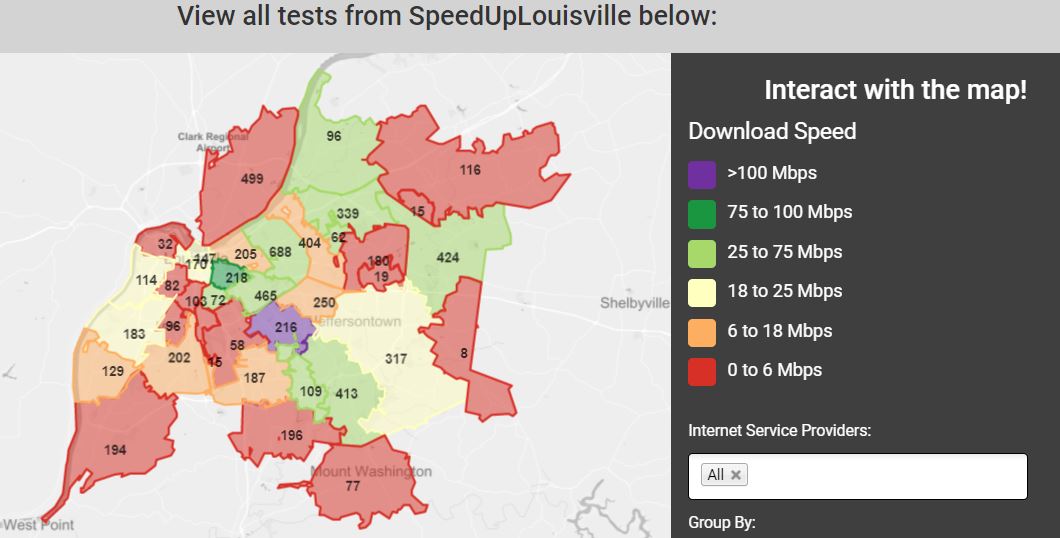 View all tests from SpeedUpLouisville below:
Interact with the map!
Download Speed
>100 Mbps
75 to 100 Mbps
25 to 75 Mbps
18 to 25 Mbps
6 to 18 Mbps
0 to 6 Mbps
Internet Service Providers:
All ×
Group By:
Clark Regional
Airport
96
116
499
15
339
404
62
32
147
170
205
688
180
424
19
114
82
218
103
72
465
250
Shelbyville
183
96
216
Jeffersontown
58
15
202
317
8
129
187
109
413
194
196
Mount Washington
77
West Point